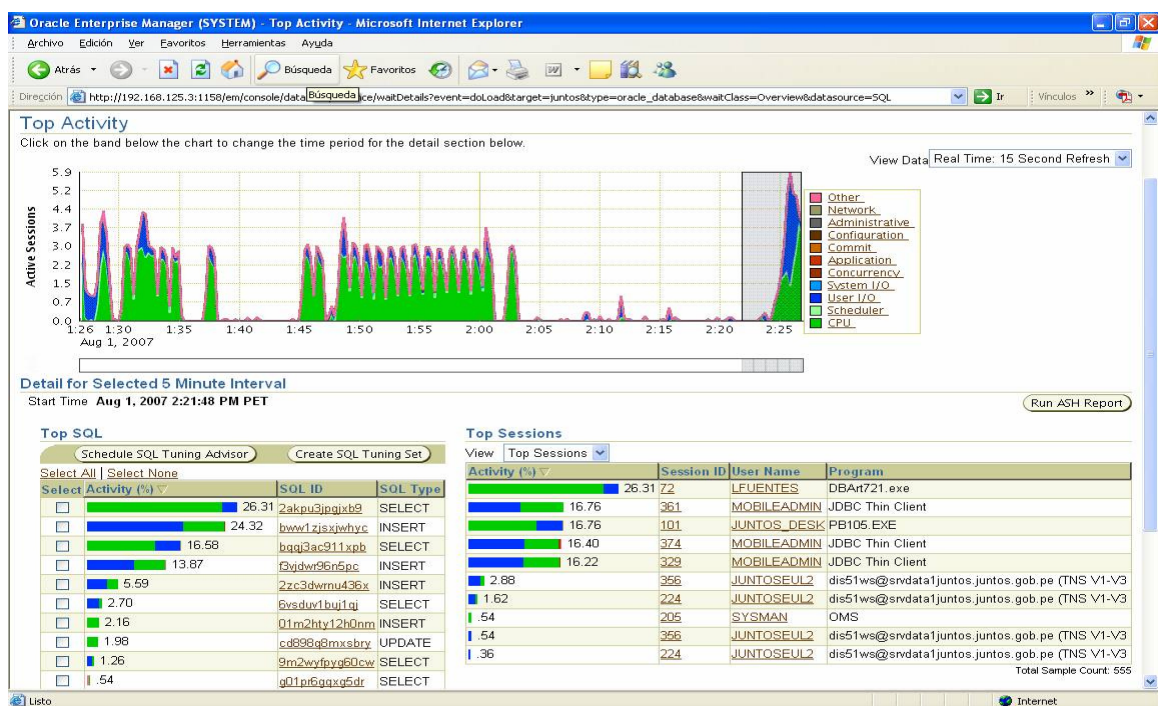 Oracle Enterprise Manager (SYSTEM) - Top Activity - Microsoft Internet Explorer
Archivo Edición Ver Favoritos Herramientas Ayuda
Atrás Búsqueda Favoritos
Dirección http://192.168.125.3:1158/em/console/data Búsqueda ce/waitDetails?event=doLoad&target=juntos&type=oracle_database&waitClass=Overview&datasource=SQL Ir Vínculos »
Top Activity
Click on the band below the chart to change the time period for the detail section below.
View Data Real Time: 15 Second Refresh
Active Sessions
5.9
5.2
4.4
3.7
3.0
2.2
1.5
0.7
0.0
1:26 1:30 1:35 1:40 1:45 1:50 1:55 2:00 2:05 2:10 2:15 2:20 2:25
Aug 1, 2007
Other
Network
Administrative
Configuration
Commit
Application
Concurrency
System I/O
User I/O
Scheduler
CPU
Detail for Selected 5 Minute Interval
Start Time Aug 1, 2007 2:21:48 PM PET
Run ASH Report
Top SQL
Schedule SQL Tuning Advisor Create SQL Tuning Set
Select All | Select None
Select Activity (%) SQL ID SQL Type
26.31 2akpu3jpgjxb9 SELECT
24.32 bww1zjsxjwhyc INSERT
16.58 bqqj3ac911xpb SELECT
13.87 f3vjdwr96n5pc INSERT
5.59 2zc3dwrnu436x INSERT
2.70 6vsduv1buj1qj SELECT
2.16 01m2hty12h0nm INSERT
1.98 cd898q8mxsbry UPDATE
1.26 9m2wyfpyg60cw SELECT
.54 g01pr6gqxg5dr SELECT
Top Sessions
View Top Sessions
Activity (%) Session ID User Name Program
26.31 72 LFUENTES DBArt721.exe
16.76 361 MOBILEADMIN JDBC Thin Client
16.76 101 JUNTOS_DESK PB105.EXE
16.40 374 MOBILEADMIN JDBC Thin Client
16.22 329 MOBILEADMIN JDBC Thin Client
2.88 356 JUNTOSEUL2 dis51ws@srvdata1juntos.juntos.gob.pe (TNS V1-V3
1.62 224 JUNTOSEUL2 dis51ws@srvdata1juntos.juntos.gob.pe (TNS V1-V3
.54 205 SYSMAN OMS
.54 356 JUNTOSEUL2 dis51ws@srvdata1juntos.juntos.gob.pe (TNS V1-V3
.36 224 JUNTOSEUL2 dis51ws@srvdata1juntos.juntos.gob.pe (TNS V1-V3
Total Sample Count: 555
Listo Internet